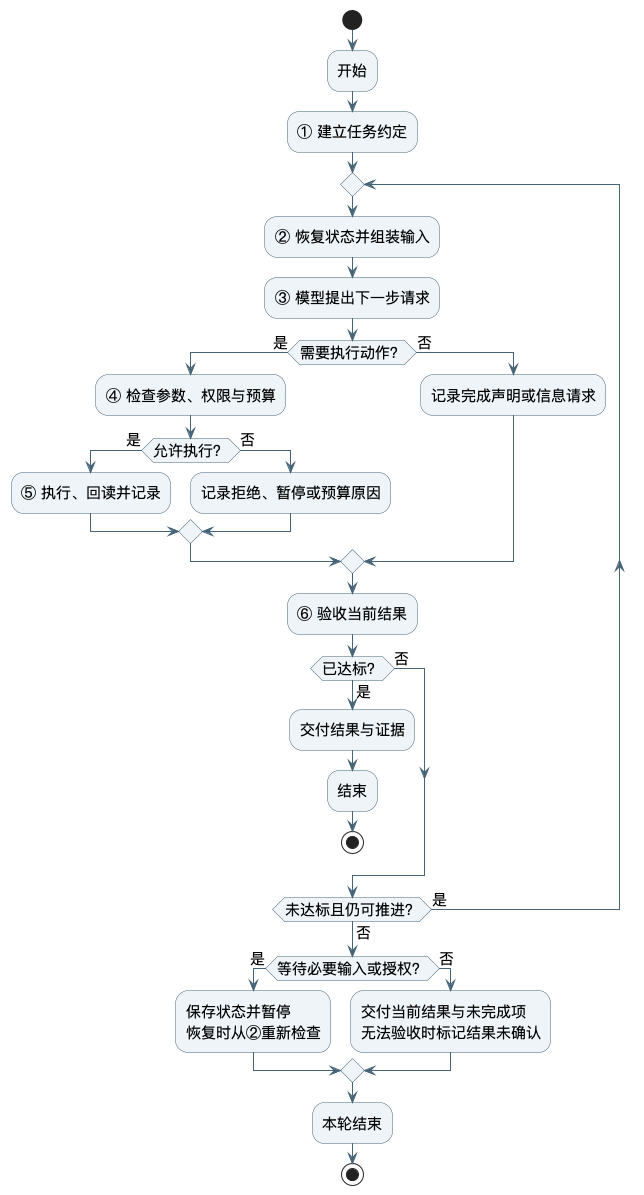 开始
① 建立任务约定
② 恢复状态并组装输入
③ 模型提出下一步请求
是
需要执行动作?
否
④ 检查参数、权限与预算
记录完成声明或信息请求
是
允许执行?
否
⑤ 执行、回读并记录
记录拒绝、暂停或预算原因
⑥ 验收当前结果
已达标?
否
是
交付结果与证据
结束
未达标且仍可推进?
是
否
是
等待必要输入或授权?
否
保存状态并暂停
恢复时从②重新检查
交付当前结果与未完成项
无法验收时标记结果未确认
本轮结束